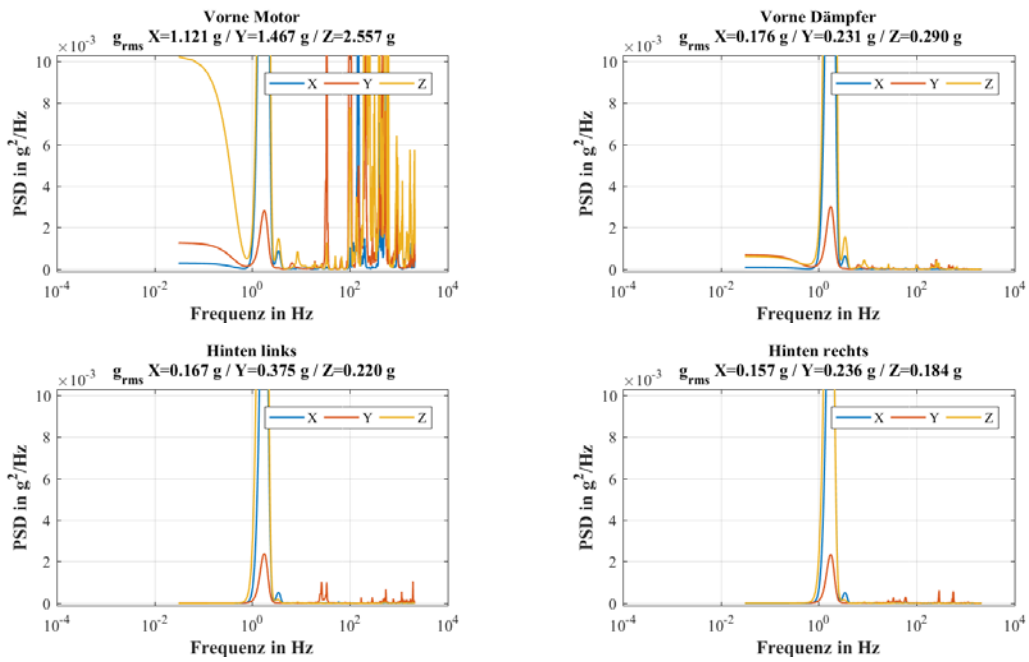 Vorne Motor
g_rms X=1.121 g / Y=1.467 g / Z=2.557 g
×10^-3
10
8
6
4
2
0
PSD in g^2/Hz
X Y Z
10^-4 10^-2 10^0 10^2 10^4
Frequenz in Hz
Vorne Dämpfer
g_rms X=0.176 g / Y=0.231 g / Z=0.290 g
×10^-3
10
8
6
4
2
0
PSD in g^2/Hz
X Y Z
10^-4 10^-2 10^0 10^2 10^4
Frequenz in Hz
Hinten links
g_rms X=0.167 g / Y=0.375 g / Z=0.220 g
×10^-3
10
8
6
4
2
0
PSD in g^2/Hz
X Y Z
10^-4 10^-2 10^0 10^2 10^4
Frequenz in Hz
Hinten rechts
g_rms X=0.157 g / Y=0.236 g / Z=0.184 g
×10^-3
10
8
6
4
2
0
PSD in g^2/Hz
X Y Z
10^-4 10^-2 10^0 10^2 10^4
Frequenz in Hz